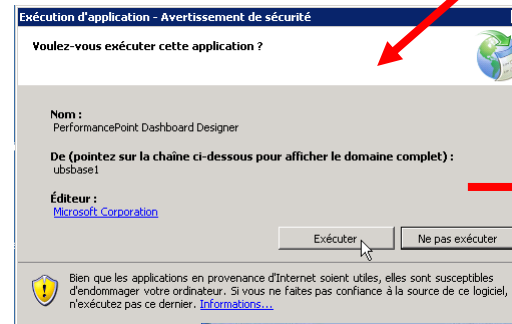 Exécution d'application - Avertissement de sécurité
Voulez-vous exécuter cette application ?
Nom :
PerformancePoint Dashboard Designer
De (pointez sur la chaîne ci-dessous pour afficher le domaine complet) :
ubsbase1
Éditeur :
Microsoft Corporation
Exécuter
Ne pas exécuter
Bien que les applications en provenance d'Internet soient utiles, elles sont susceptibles
d'endommager votre ordinateur. Si vous ne faites pas confiance à la source de ce logiciel,
n'exécutez pas ce dernier. Informations...